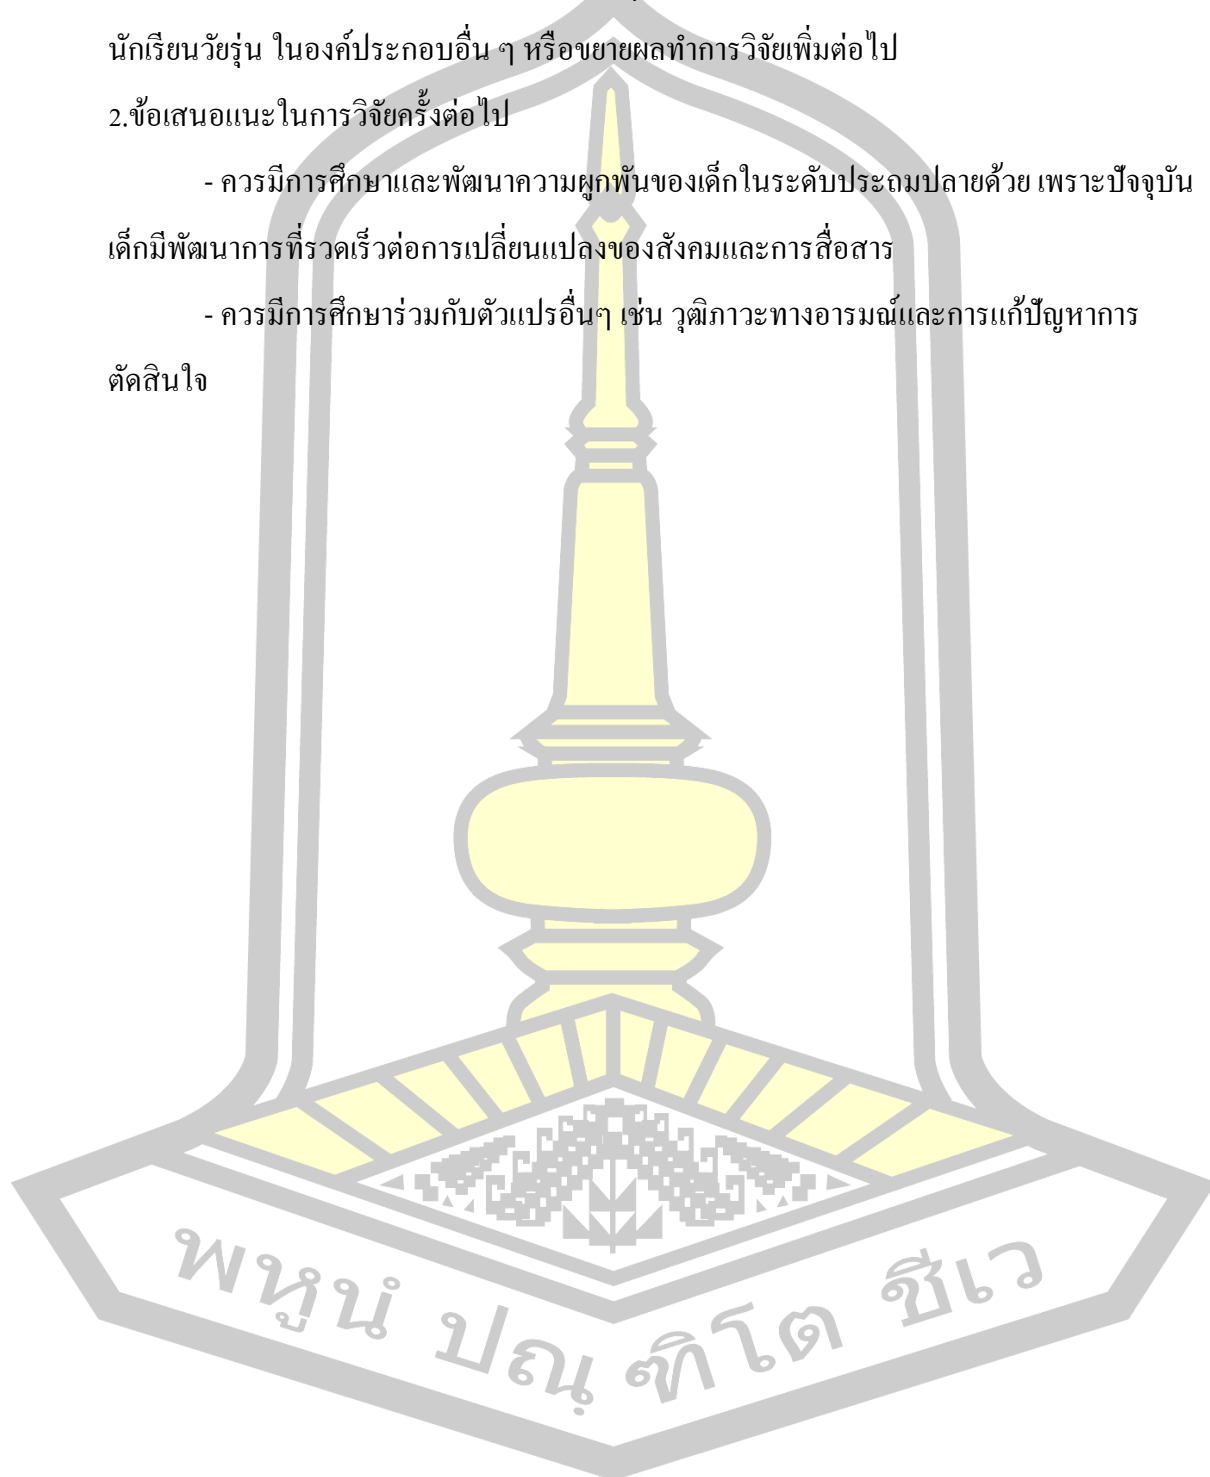 นักเรียนวัยรุ่น ในองค์ประกอบอื่น ๆ หรือขยายผลทำการวิจัยเพิ่มต่อไป
2.ข้อเสนอแนะในการวิจัยครั้งต่อไป
- ควรมีการศึกษาและพัฒนาความผูกพันของเด็กในระดับประถมปลายด้วย เพราะปัจจุบัน
เด็กมีพัฒนาการที่รวดเร็วต่อการเปลี่ยนแปลงของสังคมและการสื่อสาร
- ควรมีการศึกษาร่วมกับตัวแปรอื่นๆ เช่น วุฒิภาวะทางอารมณ์และการแก้ปัญหาการ
ตัดสินใจ
พหูนํ ปณฺฑิโต ชีเว